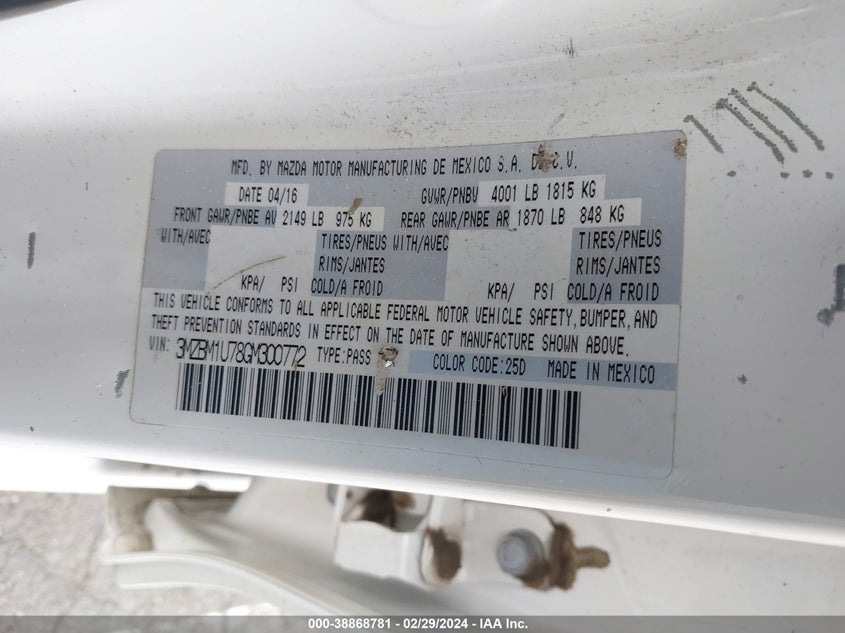 MFD. BY MAZDA MOTOR MANUFACTURING DE MEXICO S.A. DE C.V.
DATE 04/16 GVWR/PNBV 4001 LB 1815 KG
FRONT GAWR/PNBE AV 2149 LB 975 KG REAR GAWR/PNBE AR 1870 LB 848 KG
WITH/AVEC TIRES/PNEUS WITH/AVEC TIRES/PNEUS
RIMS/JANTES RIMS/JANTES
KPA/ PSI COLD/A FROID KPA/ PSI COLD/A FROID
THIS VEHICLE CONFORMS TO ALL APPLICABLE FEDERAL MOTOR VEHICLE SAFETY, BUMPER, AND
THEFT PREVENTION STANDARDS IN EFFECT ON THE DATE OF MANUFACTURE SHOWN ABOVE.
VIN: 3MZBM1U78GM300772 TYPE:PASS
COLOR CODE:25D MADE IN MEXICO
000-38868781 - 02/29/2024 - IAA Inc.